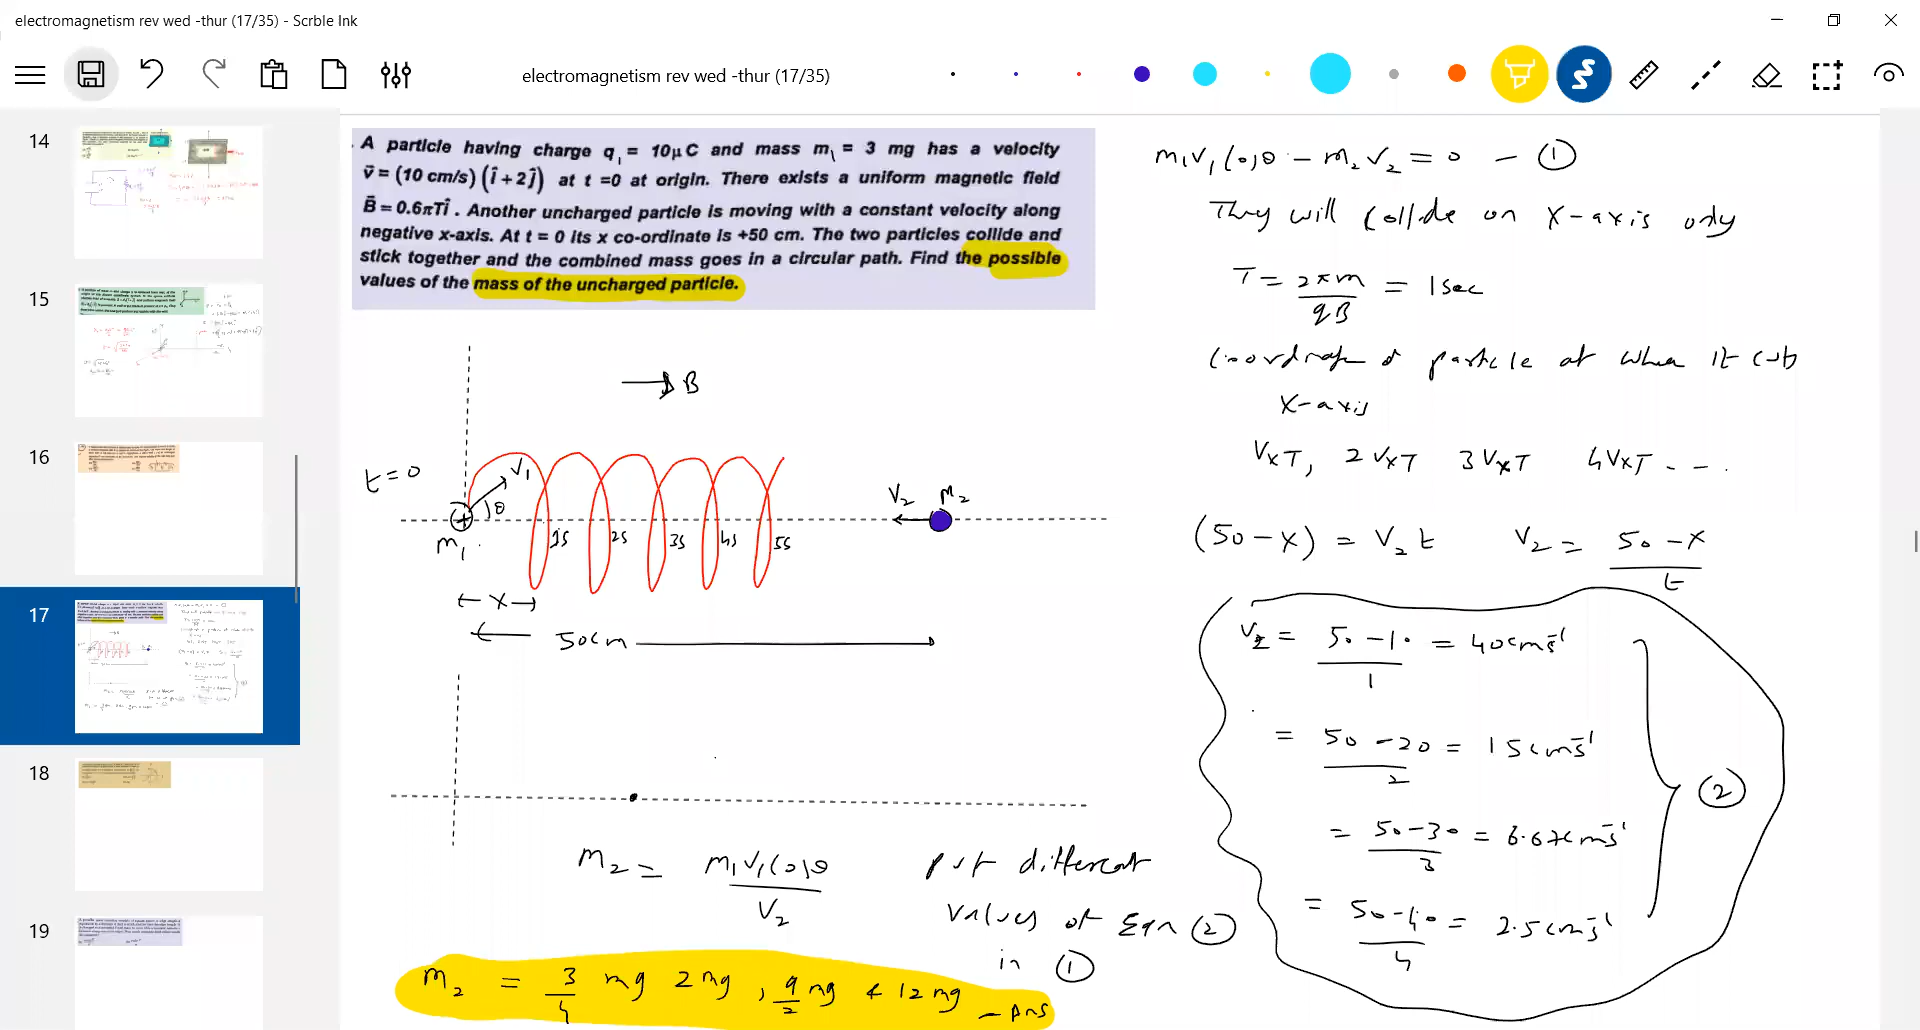 electromagnetism rev wed -thur (17/35) - Scrble Ink
electromagnetism rev wed -thur (17/35)
14
15
16
17
18
19
A particle having charge q₁ = 10μC and mass m₁ = 3 mg has a velocity
v⃗ = (10 cm/s) (î+2ĵ) at t =0 at origin. There exists a uniform magnetic field
B⃗ = 0.6πTî . Another uncharged particle is moving with a constant velocity along
negative x-axis. At t = 0 its x co-ordinate is +50 cm. The two particles collide and
stick together and the combined mass goes in a circular path. Find the possible
values of the mass of the uncharged particle.
→ B
t=0
V₁
θ
m₁
1s 2s 3s 4s 5s
V₂ M₂
← x →
50cm
m₂ = m₁v₁cosθ / V₂
put different
values of Eqn ②
in ①
m₂ = 3/4 mg 2mg , 9/2 mg & 12 mg - Ans
m₁v₁cosθ - m₂v₂ = 0 - ①
They will collide on x-axis only
T = 2πm / qB = 1sec
Coordinate of particle at when it cuts
x-axis
VxT, 2VxT 3VxT 4VxT - - .
(50-x) = V₂t V₂ = 50-x / t
V₂ = 50-10 / 1 = 40cms⁻¹
= 50-20 / 2 = 15cms⁻¹
= 50-30 / 3 = 6.67cms⁻¹
= 50-40 / 4 = 2.5cms⁻¹
②